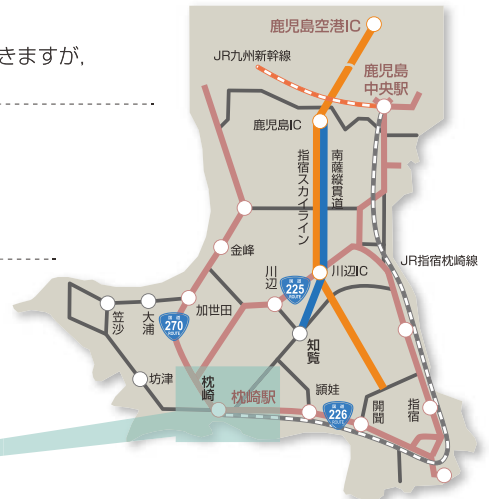 きますが，
鹿児島空港IC
JR九州新幹線
鹿児島
中央駅
鹿児島IC
指宿スカイライン
南薩縦貫道
金峰
川辺
国道
225
ROUTE
川辺IC
JR指宿枕崎線
笠沙
大浦
加世田
国道
270
ROUTE
知覧
坊津
枕崎
枕崎駅
頴娃
国道
226
ROUTE
開聞
指宿